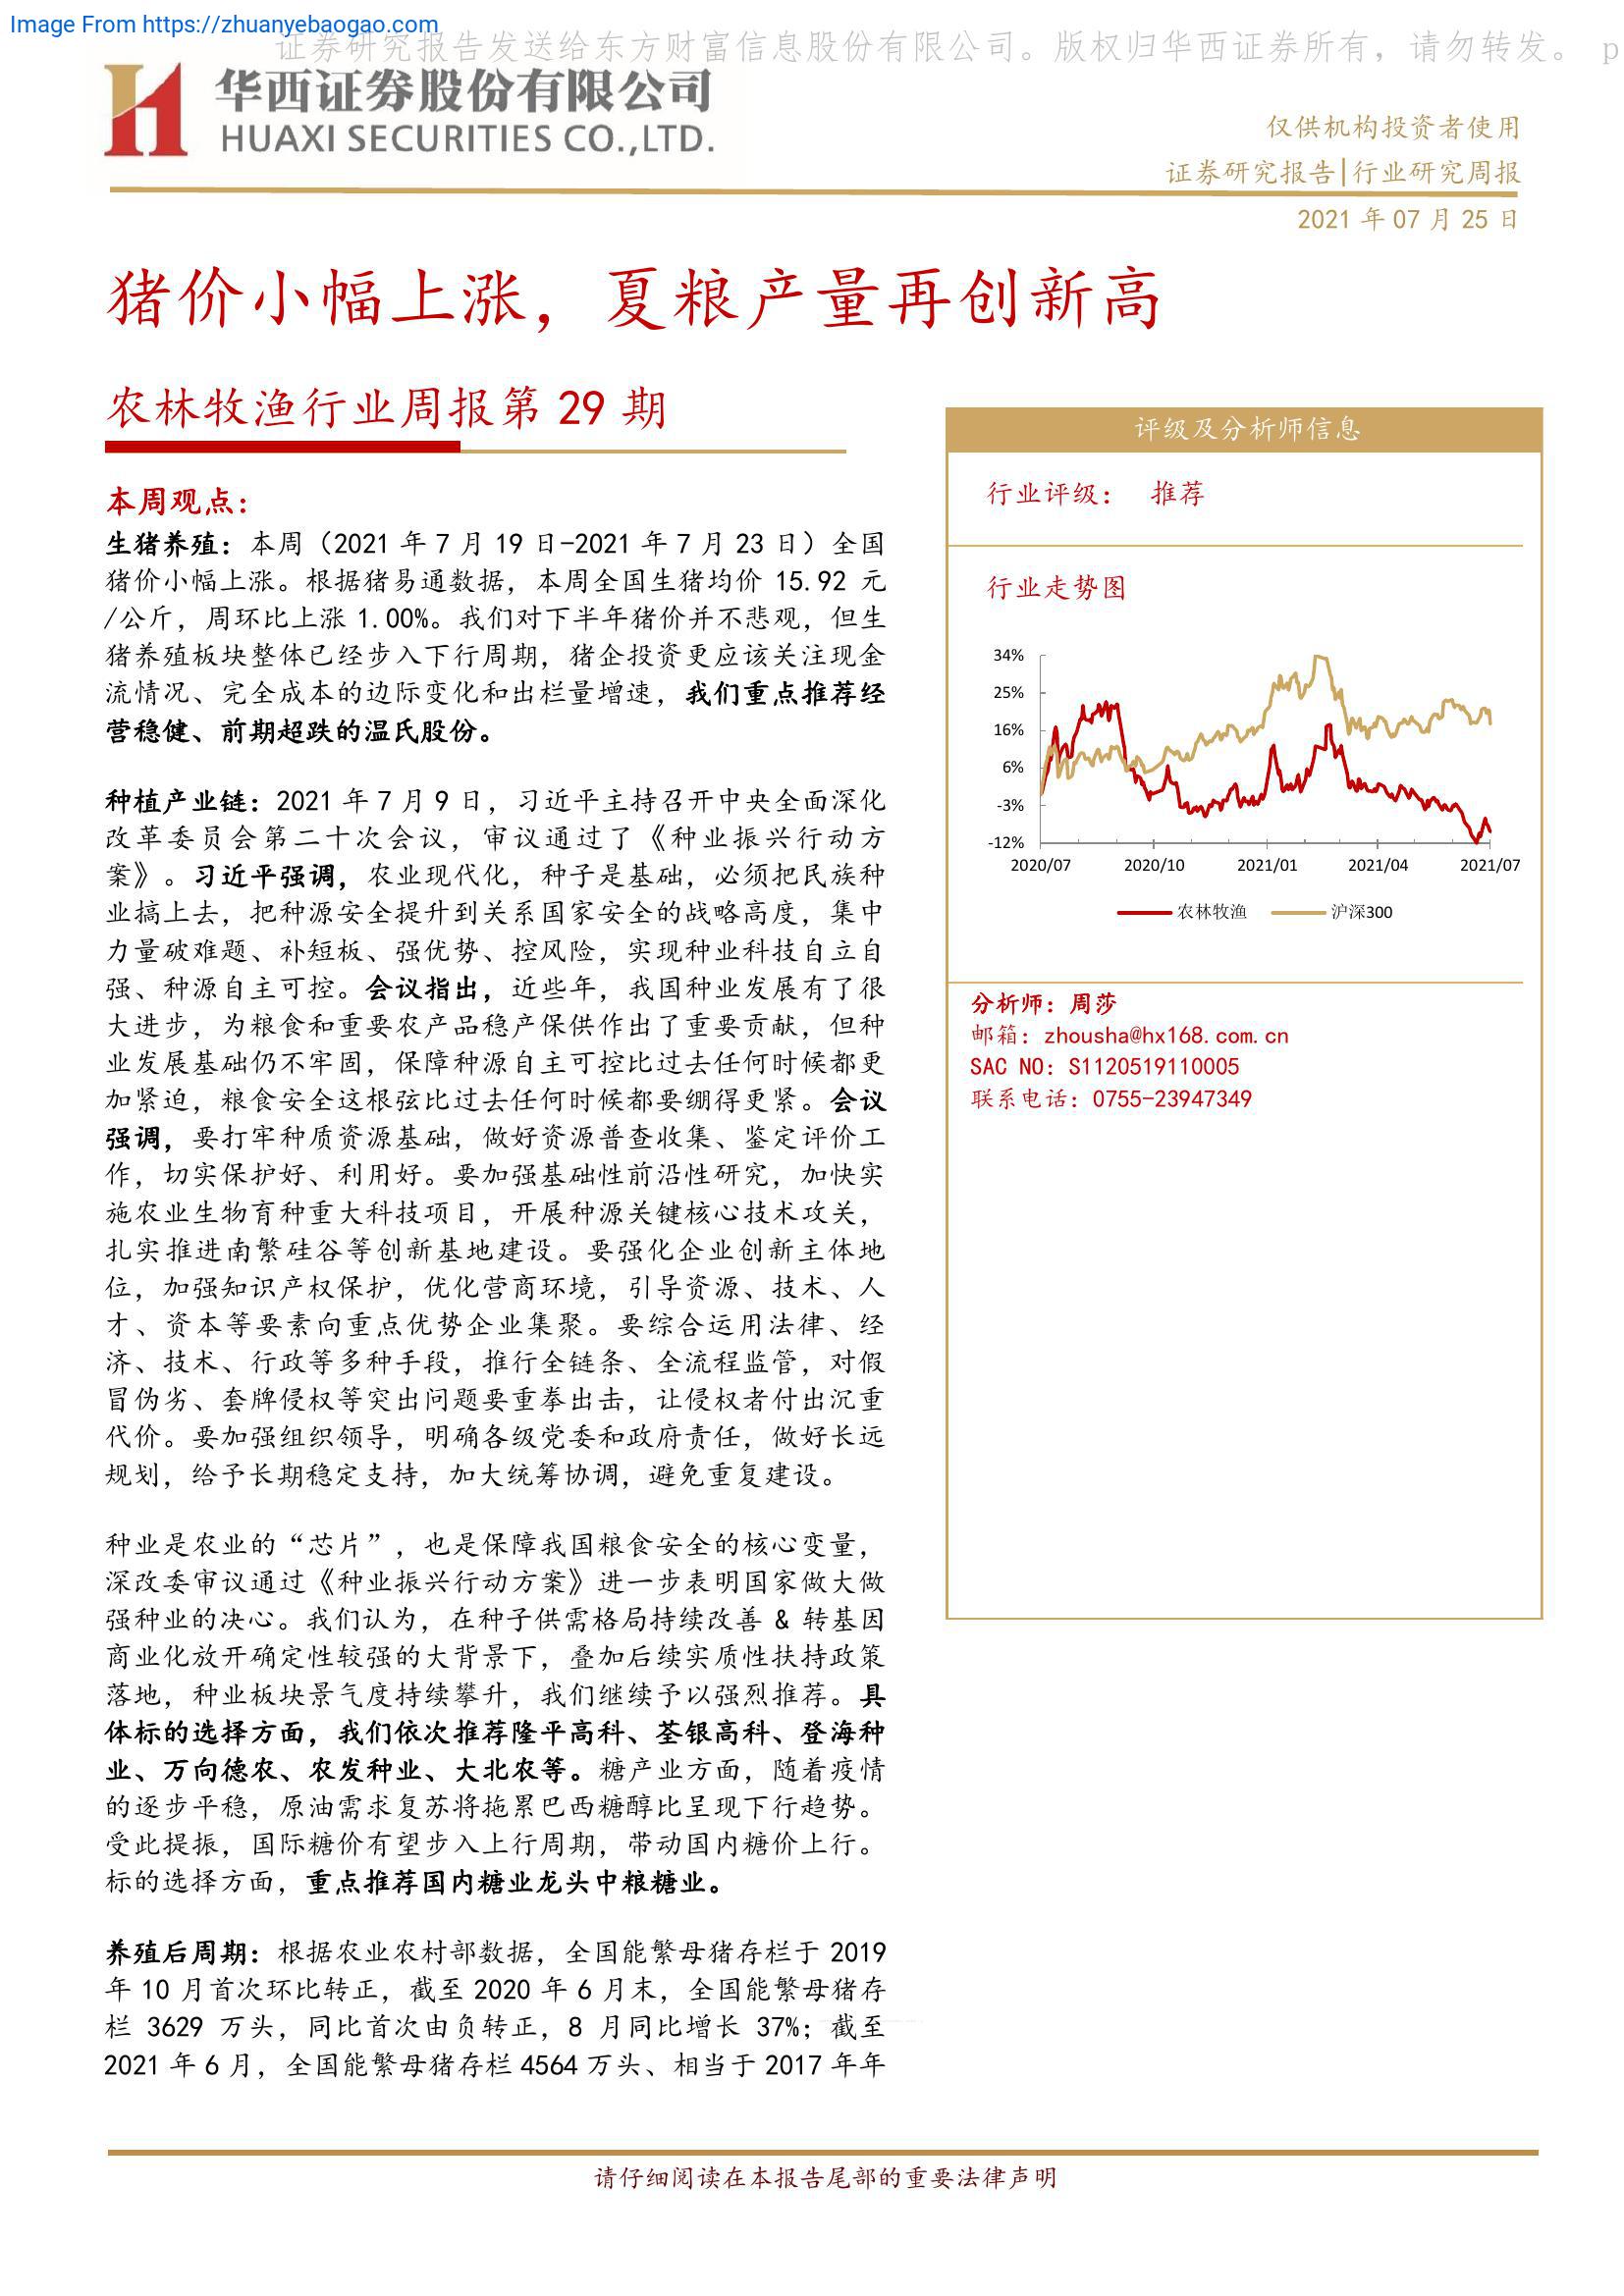 Image From https://zhuanyebaogao.com
证券研究报告发送给东方财富信息股份有限公司。版权归华西证券所有，请勿转发。 p
华西证券股份有限公司
HUAXI SECURITIES CO.,LTD.
仅供机构投资者使用
证券研究报告|行业研究周报
2021 年 07 月 25 日
猪价小幅上涨，夏粮产量再创新高
农林牧渔行业周报第 29 期
本周观点：
生猪养殖：本周（2021 年 7 月 19 日-2021 年 7 月 23 日）全国
猪价小幅上涨。根据猪易通数据，本周全国生猪均价 15.92 元
/公斤，周环比上涨 1.00%。我们对下半年猪价并不悲观，但生
猪养殖板块整体已经步入下行周期，猪企投资更应该关注现金
流情况、完全成本的边际变化和出栏量增速，我们重点推荐经
营稳健、前期超跌的温氏股份。
种植产业链：2021 年 7 月 9 日，习近平主持召开中央全面深化
改革委员会第二十次会议，审议通过了《种业振兴行动方
案》。习近平强调，农业现代化，种子是基础，必须把民族种
业搞上去，把种源安全提升到关系国家安全的战略高度，集中
力量破难题、补短板、强优势、控风险，实现种业科技自立自
强、种源自主可控。会议指出，近些年，我国种业发展有了很
大进步，为粮食和重要农产品稳产保供作出了重要贡献，但种
业发展基础仍不牢固，保障种源自主可控比过去任何时候都更
加紧迫，粮食安全这根弦比过去任何时候都要绷得更紧。会议
强调，要打牢种质资源基础，做好资源普查收集、鉴定评价工
作，切实保护好、利用好。要加强基础性前沿性研究，加快实
施农业生物育种重大科技项目，开展种源关键核心技术攻关，
扎实推进南繁硅谷等创新基地建设。要强化企业创新主体地
位，加强知识产权保护，优化营商环境，引导资源、技术、人
才、资本等要素向重点优势企业集聚。要综合运用法律、经
济、技术、行政等多种手段，推行全链条、全流程监管，对假
冒伪劣、套牌侵权等突出问题要重拳出击，让侵权者付出沉重
代价。要加强组织领导，明确各级党委和政府责任，做好长远
规划，给予长期稳定支持，加大统筹协调，避免重复建设。
种业是农业的“芯片”，也是保障我国粮食安全的核心变量，
深改委审议通过《种业振兴行动方案》进一步表明国家做大做
强种业的决心。我们认为，在种子供需格局持续改善 & 转基因
商业化放开确定性较强的大背景下，叠加后续实质性扶持政策
落地，种业板块景气度持续攀升，我们继续予以强烈推荐。具
体标的选择方面，我们依次推荐隆平高科、荃银高科、登海种
业、万向德农、农发种业、大北农等。糖产业方面，随着疫情
的逐步平稳，原油需求复苏将拖累巴西糖醇比呈现下行趋势。
受此提振，国际糖价有望步入上行周期，带动国内糖价上行。
标的选择方面，重点推荐国内糖业龙头中粮糖业。
养殖后周期：根据农业农村部数据，全国能繁母猪存栏于 2019
年 10 月首次环比转正，截至 2020 年 6 月末，全国能繁母猪存
栏 3629 万头，同比首次由负转正，8 月同比增长 37%；截至
2021 年 6 月，全国能繁母猪存栏 4564 万头、相当于 2017 年年
评级及分析师信息
行业评级： 推荐
行业走势图
34%
25%
16%
6%
-3%
-12%
2020/07 2020/10 2021/01 2021/04 2021/07
农林牧渔 沪深300
分析师：周莎
邮箱：zhousha@hx168.com.cn
SAC NO：S1120519110005
联系电话：0755-23947349
请仔细阅读在本报告尾部的重要法律声明